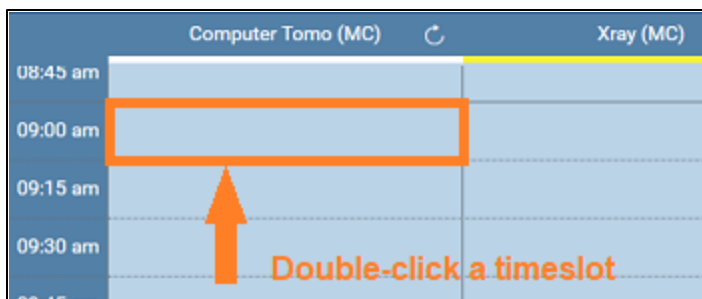 Computer Tomo (MC) Xray (MC)
08:45 am
09:00 am
09:15 am
09:30 am
Double-click a timeslot